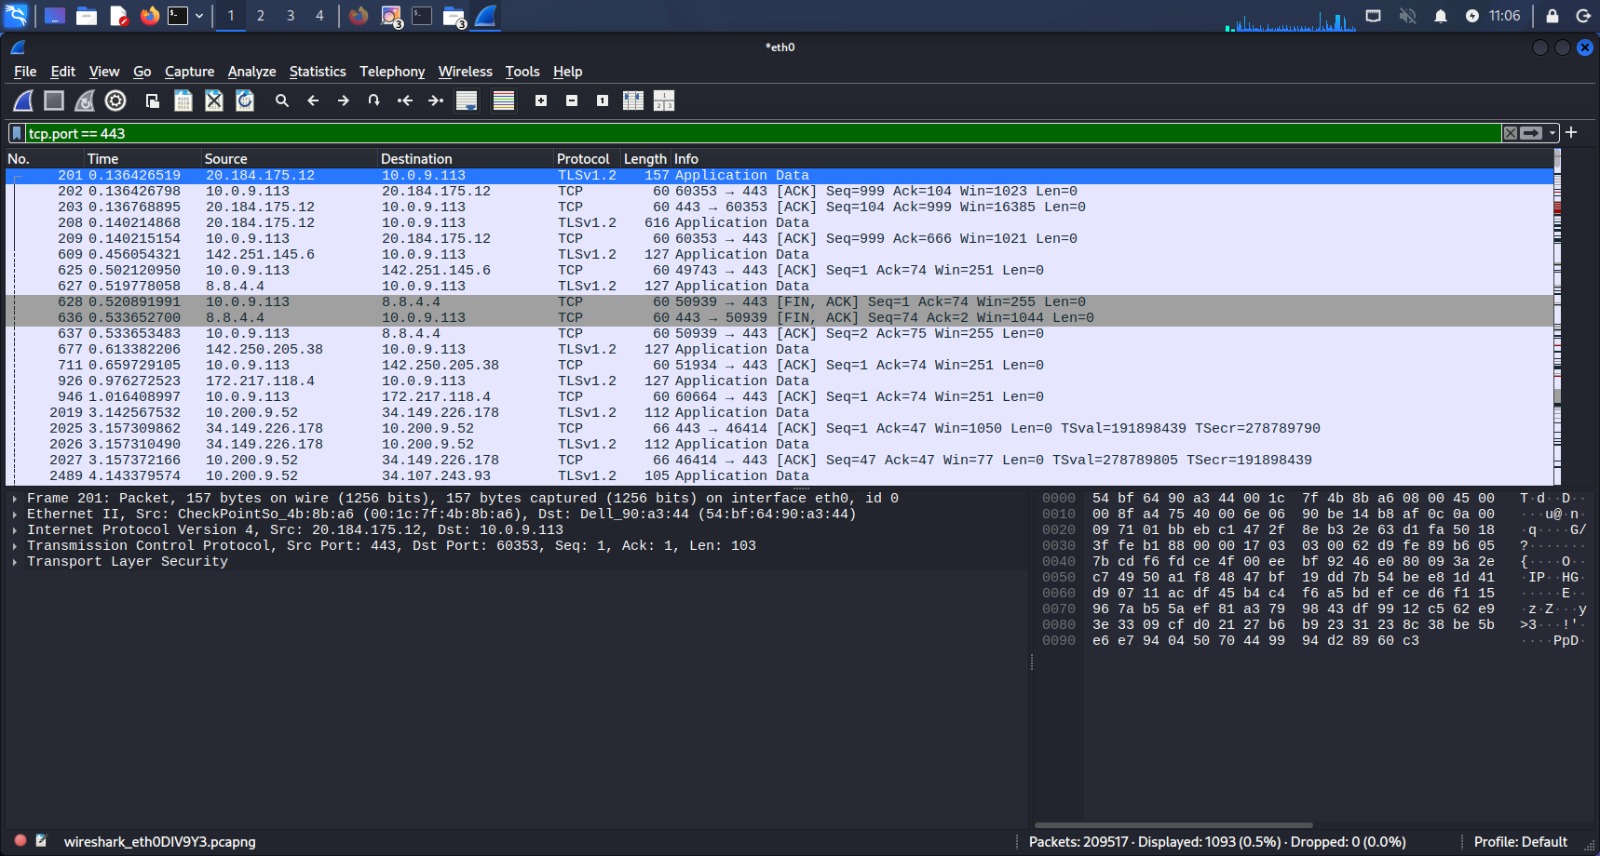 1 2 3 4 3 3 11:06
*eth0
File Edit View Go Capture Analyze Statistics Telephony Wireless Tools Help
tcp.port == 443
No. Time Source Destination Protocol Length Info
201 0.136426519 20.184.175.12 10.0.9.113 TLSv1.2 157 Application Data
202 0.136426798 10.0.9.113 20.184.175.12 TCP 60 60353 → 443 [ACK] Seq=999 Ack=104 Win=1023 Len=0
203 0.136768895 20.184.175.12 10.0.9.113 TCP 60 443 → 60353 [ACK] Seq=104 Ack=999 Win=16385 Len=0
208 0.140214868 20.184.175.12 10.0.9.113 TLSv1.2 616 Application Data
209 0.140215154 10.0.9.113 20.184.175.12 TCP 60 60353 → 443 [ACK] Seq=999 Ack=666 Win=1021 Len=0
609 0.456054321 142.251.145.6 10.0.9.113 TLSv1.2 127 Application Data
625 0.502120950 10.0.9.113 142.251.145.6 TCP 60 49743 → 443 [ACK] Seq=1 Ack=74 Win=251 Len=0
627 0.519778058 8.8.4.4 10.0.9.113 TLSv1.2 127 Application Data
628 0.520891991 10.0.9.113 8.8.4.4 TCP 60 50939 → 443 [FIN, ACK] Seq=1 Ack=74 Win=255 Len=0
636 0.533652700 8.8.4.4 10.0.9.113 TCP 60 443 → 50939 [FIN, ACK] Seq=74 Ack=2 Win=1044 Len=0
637 0.533653483 10.0.9.113 8.8.4.4 TCP 60 50939 → 443 [ACK] Seq=2 Ack=75 Win=255 Len=0
677 0.613382206 142.250.205.38 10.0.9.113 TLSv1.2 127 Application Data
711 0.659729105 10.0.9.113 142.250.205.38 TCP 60 51934 → 443 [ACK] Seq=1 Ack=74 Win=251 Len=0
926 0.976272523 172.217.118.4 10.0.9.113 TLSv1.2 127 Application Data
946 1.016408997 10.0.9.113 172.217.118.4 TCP 60 60664 → 443 [ACK] Seq=1 Ack=74 Win=251 Len=0
2019 3.142567532 10.200.9.52 34.149.226.178 TLSv1.2 112 Application Data
2025 3.157309862 34.149.226.178 10.200.9.52 TCP 66 443 → 46414 [ACK] Seq=1 Ack=47 Win=1050 Len=0 TSval=191898439 TSecr=278789790
2026 3.157310490 34.149.226.178 10.200.9.52 TLSv1.2 112 Application Data
2027 3.157372166 10.200.9.52 34.149.226.178 TCP 66 46414 → 443 [ACK] Seq=47 Ack=47 Win=77 Len=0 TSval=278789805 TSecr=191898439
2489 4.143379574 10.200.9.52 34.107.243.93 TLSv1.2 105 Application Data
Frame 201: Packet, 157 bytes on wire (1256 bits), 157 bytes captured (1256 bits) on interface eth0, id 0
Ethernet II, Src: CheckPointSo_4b:8b:a6 (00:1c:7f:4b:8b:a6), Dst: Dell_90:a3:44 (54:bf:64:90:a3:44)
Internet Protocol Version 4, Src: 20.184.175.12, Dst: 10.0.9.113
Transmission Control Protocol, Src Port: 443, Dst Port: 60353, Seq: 1, Ack: 1, Len: 103
Transport Layer Security
0000 54 bf 64 90 a3 44 00 1c 7f 4b 8b a6 08 00 45 00 T·d··D··
0010 00 8f a4 75 40 00 6e 06 90 be 14 b8 af 0c 0a 00 ···u@·n·
0020 09 71 01 bb eb c1 47 2f 8e b3 2e 63 d1 fa 50 18 ·q····G/
0030 3f fe b1 88 00 00 17 03 03 00 62 d9 fe 89 b6 05 ?·······
0040 7b cd f6 fd ce 4f 00 ee bf 92 46 e0 80 09 3a 2e {····O··
0050 c7 49 50 a1 f8 48 47 bf 19 dd 7b 54 be e8 1d 41 ·IP··HG·
0060 d9 07 11 ac df 45 b4 c4 f6 a5 bd ef ce d6 f1 15 ·····E··
0070 96 7a b5 5a ef 81 a3 79 98 43 df 99 12 c5 62 e9 ·z·Z···y
0080 3e 33 09 cf d0 21 27 b6 b9 23 31 23 8c 38 be 5b >3···!'·
0090 e6 e7 94 04 50 70 44 99 94 d2 89 60 c3 ····PpD·
wireshark_eth0DIV9Y3.pcapng Packets: 209517 · Displayed: 1093 (0.5%) · Dropped: 0 (0.0%) Profile: Default